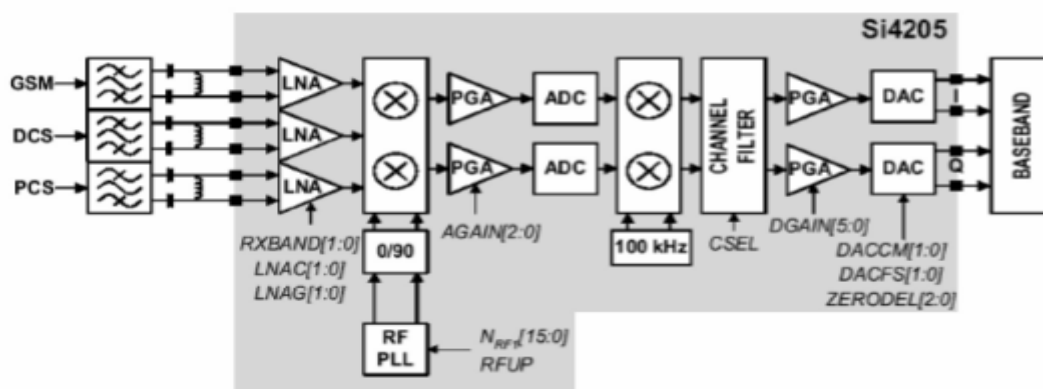 Si4205
GSM
DCS
PCS
LNA
LNA
LNA
PGA
PGA
ADC
ADC
CHANNEL
FILTER
PGA
PGA
DAC
DAC
I
Q
BASEBAND
RXBAND[1:0]
LNAC[1:0]
LNAG[1:0]
0/90
AGAIN[2:0]
100 kHz
CSEL
DGAIN[5:0]
DACCM[1:0]
DACFS[1:0]
ZERODEL[2:0]
RF
PLL
NRF1[15:0]
RFUP